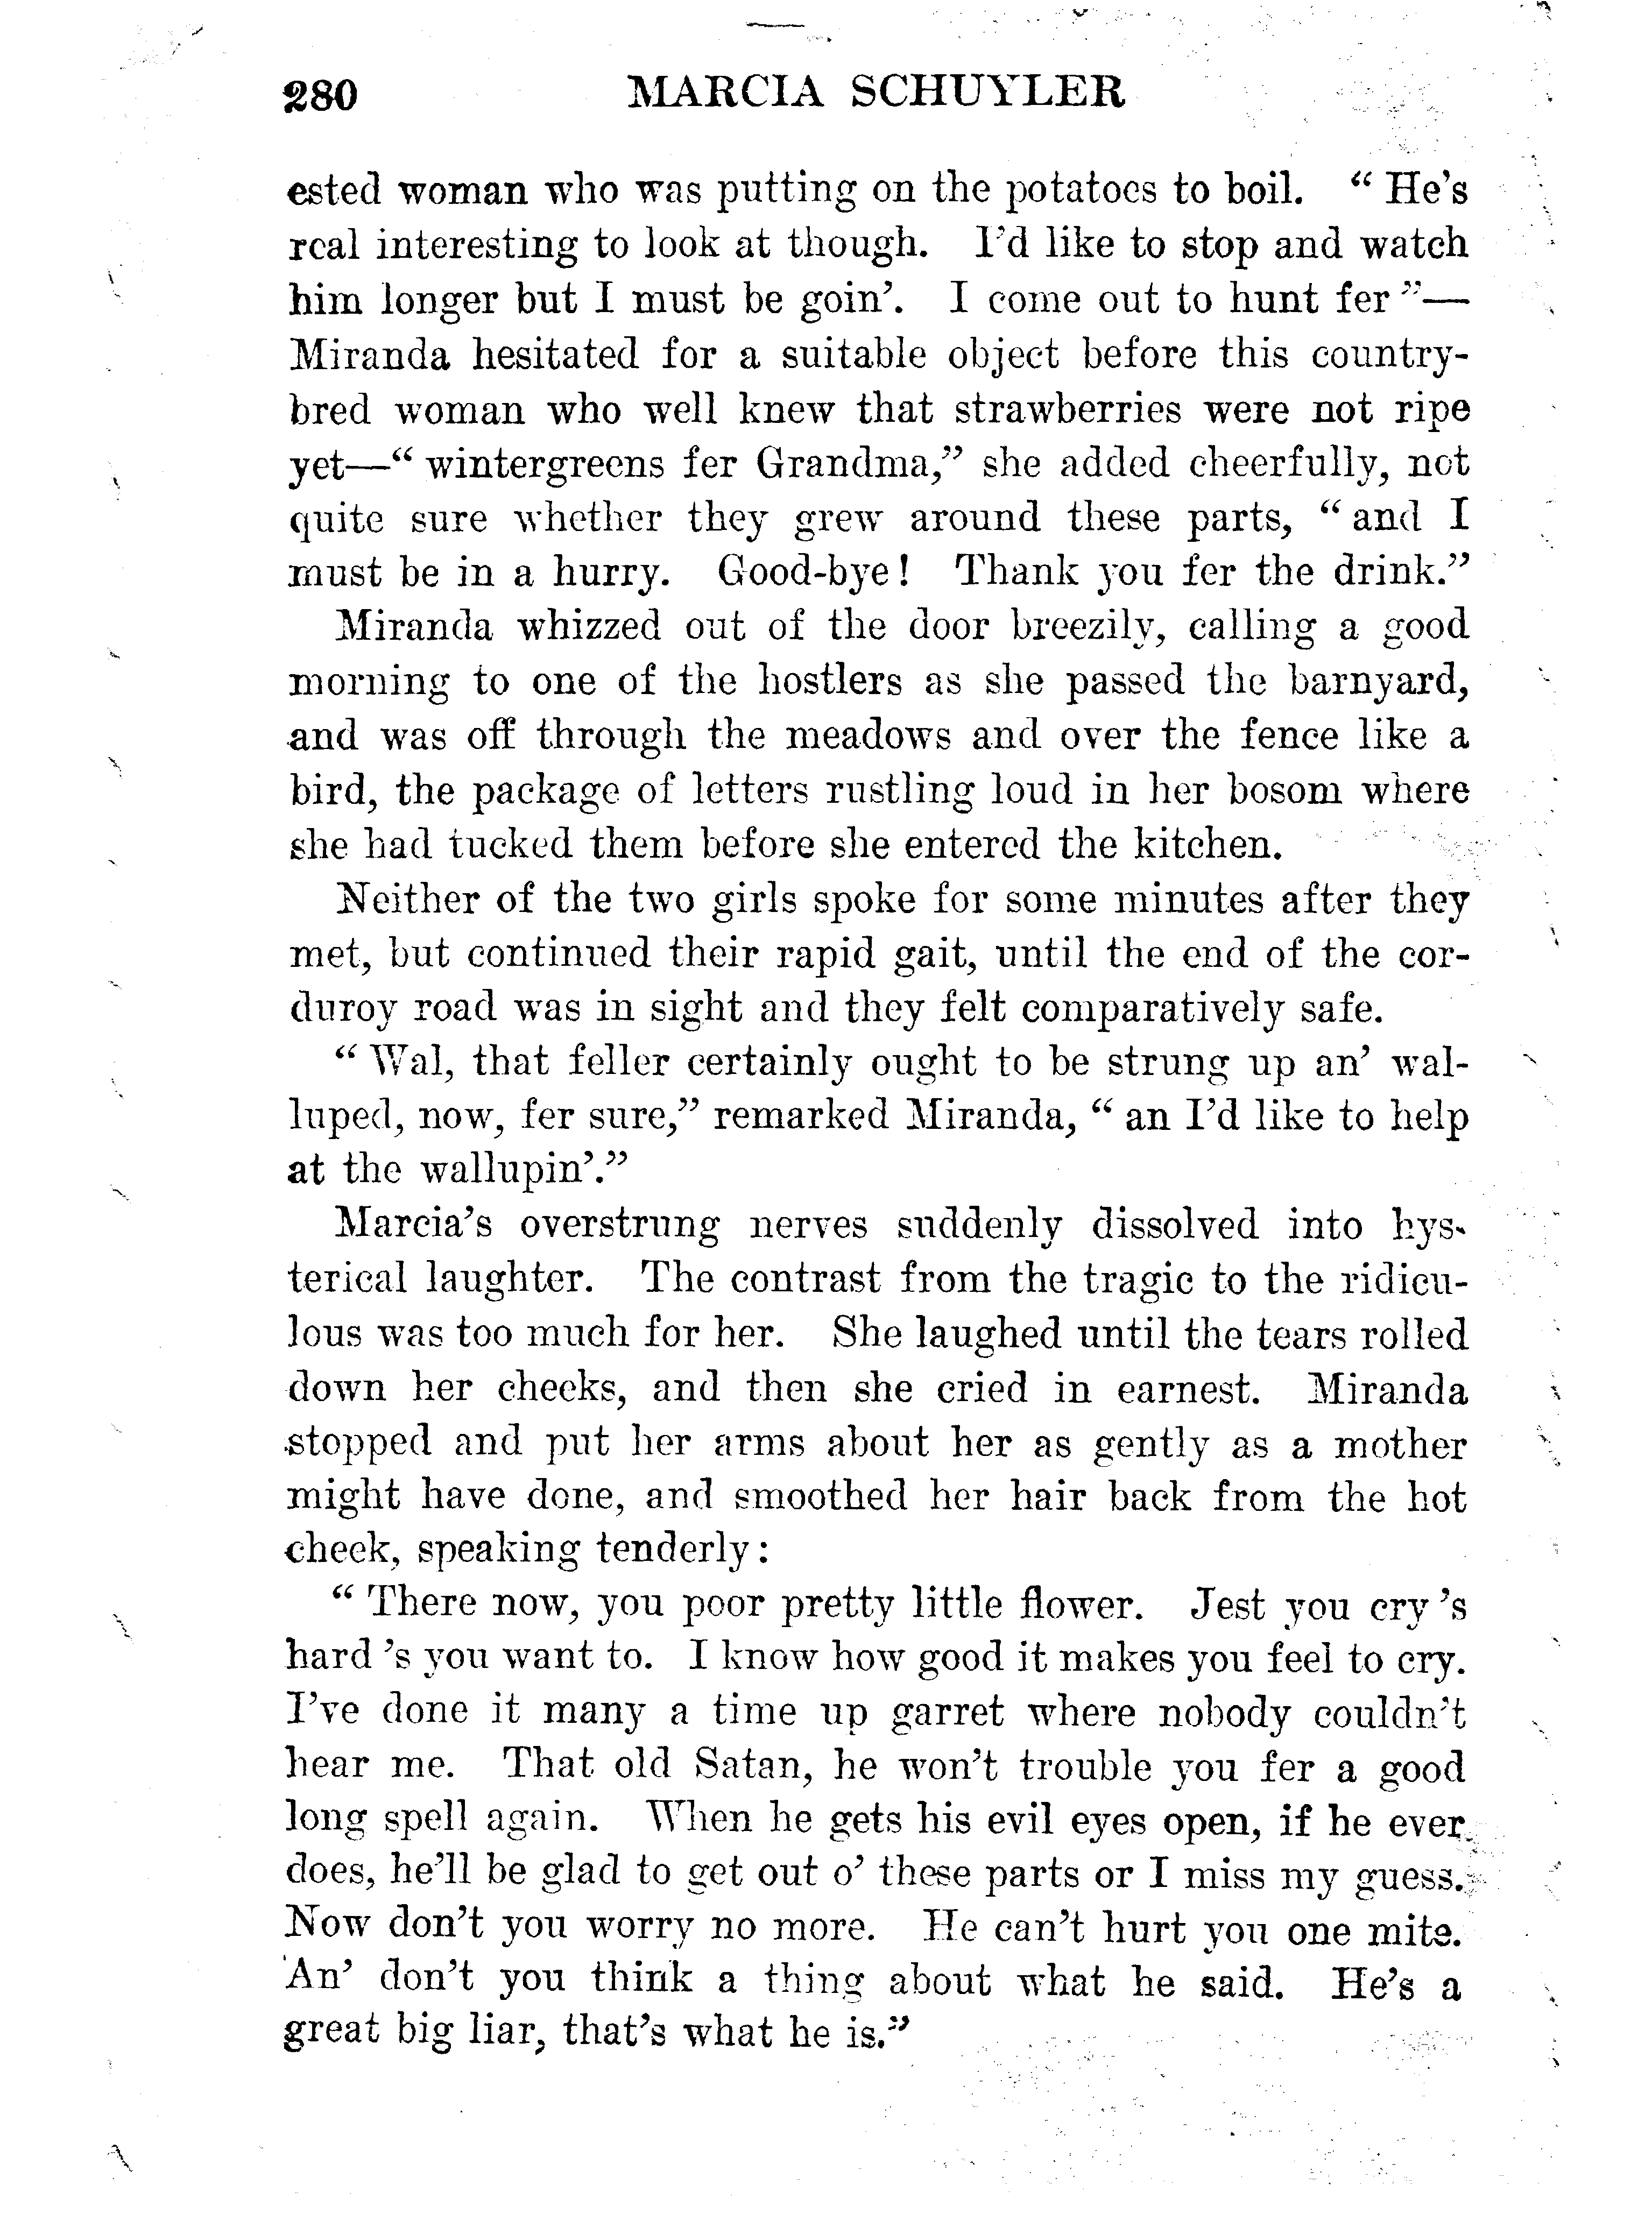 280 MARCIA SCHUYLER
ested woman who was putting on the potatoes to boil. “ He’s
real interesting to look at though. I’d like to stop and watch
him longer but I must be goin’. I come out to hunt fer ”—
Miranda hesitated for a suitable object before this country-
bred woman who well knew that strawberries were not ripe
yet—“ wintergreens fer Grandma,” she added cheerfully, not
quite sure whether they grew around these parts, “ and I
must be in a hurry. Good-bye! Thank you fer the drink.”
Miranda whizzed out of the door breezily, calling a good
morning to one of the hostlers as she passed the barnyard,
and was off through the meadows and over the fence like a
bird, the package of letters rustling loud in her bosom where
she had tucked them before she entered the kitchen.
Neither of the two girls spoke for some minutes after they
met, but continued their rapid gait, until the end of the cor-
duroy road was in sight and they felt comparatively safe.
“ Wal, that feller certainly ought to be strung up an’ wal-
luped, now, fer sure,” remarked Miranda, “ an I’d like to help
at the wallupin’.”
Marcia’s overstrung nerves suddenly dissolved into hys-
terical laughter. The contrast from the tragic to the ridicu-
lous was too much for her. She laughed until the tears rolled
down her cheeks, and then she cried in earnest. Miranda
stopped and put her arms about her as gently as a mother
might have done, and smoothed her hair back from the hot
cheek, speaking tenderly:
“ There now, you poor pretty little flower. Jest you cry ’s
hard ’s you want to. I know how good it makes you feel to cry.
I’ve done it many a time up garret where nobody couldn’t
hear me. That old Satan, he won’t trouble you fer a good
long spell again. When he gets his evil eyes open, if he ever
does, he’ll be glad to get out o’ these parts or I miss my guess.
Now don’t you worry no more. He can’t hurt you one mite.
An’ don’t you think a thing about what he said. He’s a
great big liar, that’s what he is.”